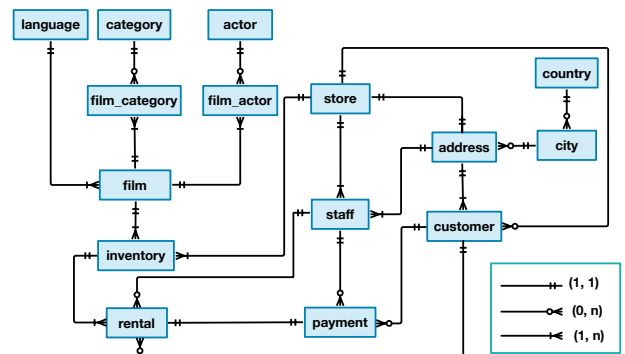 language
category
actor
country
film_category
film_actor
store
address
city
film
staff
customer
inventory
rental
payment
(1, 1)
(0, n)
(1, n)